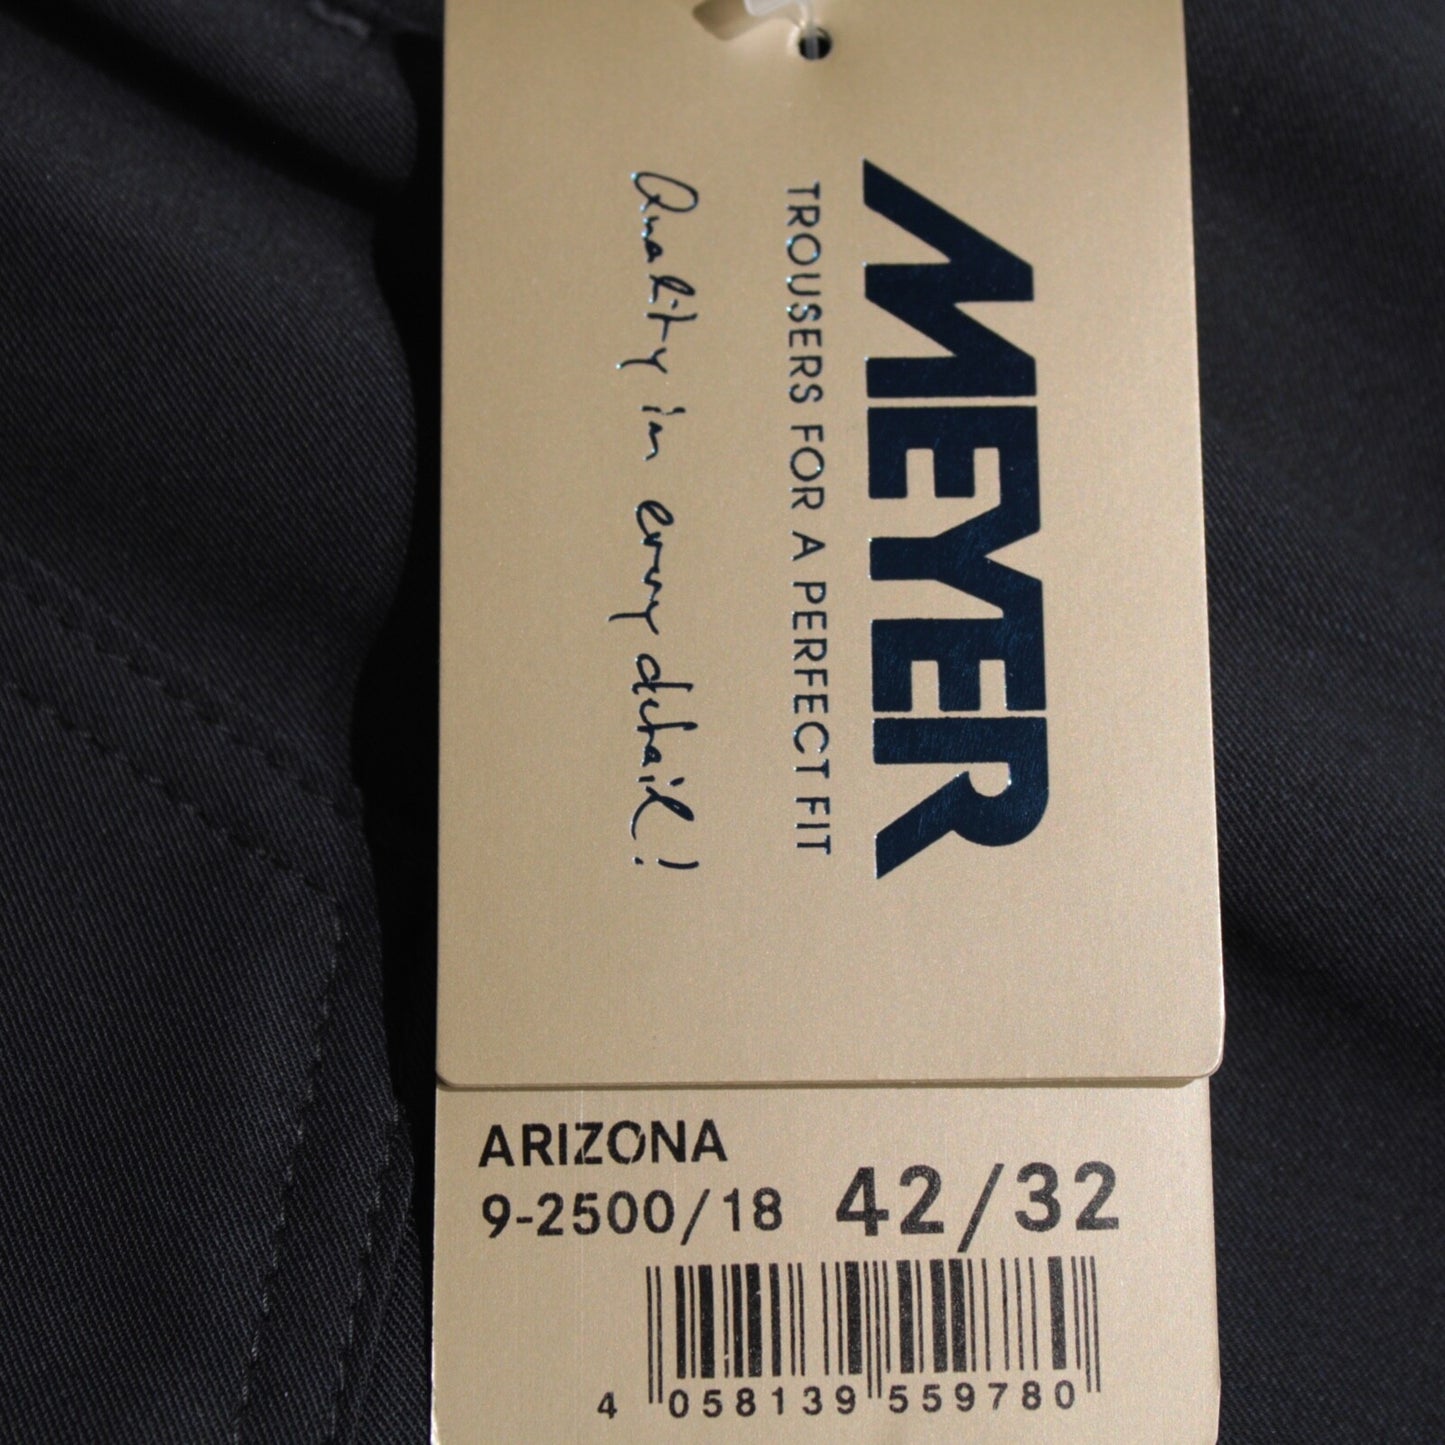 MEYER
TROUSERS FOR A PERFECT FIT
Quality in every detail!
ARIZONA
9-2500/18 42/32
4 058139 559780